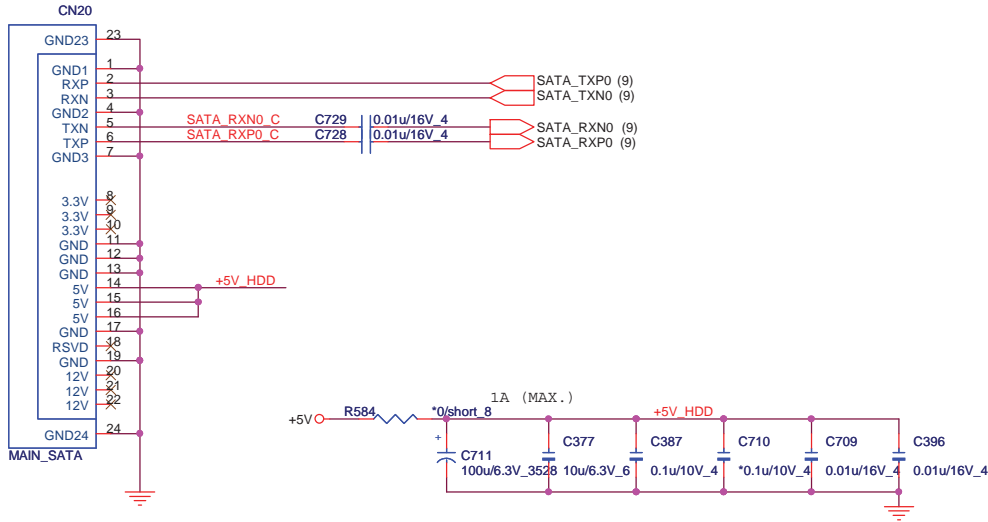 CN20
GND23 23
GND1 1
RXP 2
RXN 3
GND2 4
TXN 5
TXP 6
GND3 7
3.3V 8
3.3V 9
3.3V 10
GND 11
GND 12
GND 13
5V 14
5V 15
5V 16
GND 17
RSVD 18
GND 19
12V 20
12V 21
12V 22
GND24 24
MAIN_SATA
SATA_TXP0 (9)
SATA_TXN0 (9)
SATA_RXN0_C C729 0.01u/16V_4 SATA_RXN0 (9)
SATA_RXP0_C C728 0.01u/16V_4 SATA_RXP0 (9)
+5V_HDD
1A (MAX.)
+5V R584 *0/short_8 +5V_HDD
+
C711 C377 C387 C710 C709 C396
100u/6.3V_3528 10u/6.3V_6 0.1u/10V_4 *0.1u/10V_4 0.01u/16V_4 0.01u/16V_4